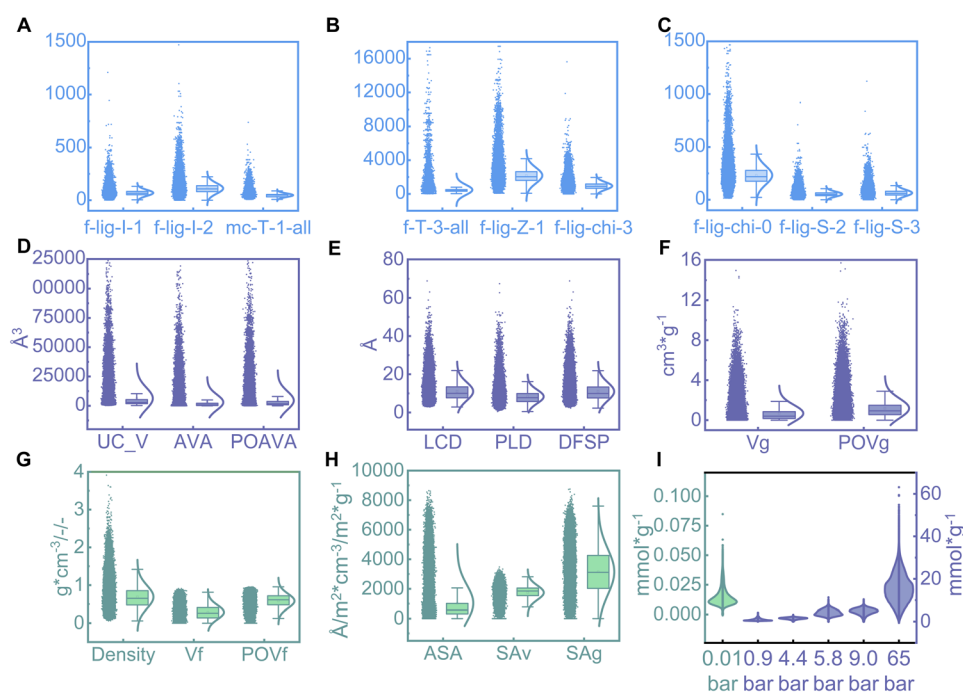 A
1500
1000
500
0
f-lig-I-1 f-lig-I-2 mc-T-1-all
B
16000
12000
8000
4000
0
f-T-3-all f-lig-Z-1 f-lig-chi-3
C
1500
1000
500
0
f-lig-chi-0 f-lig-S-2 f-lig-S-3
D
Å³
25000
00000
75000
50000
25000
0
UC_V AVA POAVA
E
Å
80
60
40
20
0
LCD PLD DFSP
F
cm³*g⁻¹
16
12
8
4
0
Vg POVg
G
g*cm⁻³/-/-
4
3
2
1
0
Density Vf POVf
H
Å/m²*cm⁻³/m²*g⁻¹
10000
8000
6000
4000
2000
0
ASA SAv SAg
I
mmol*g⁻¹
0.100
0.075
0.050
0.025
0.000
60
40
20
0
mmol*g⁻¹
0.01 0.9 4.4 5.8 9.0 65
bar bar bar bar bar bar